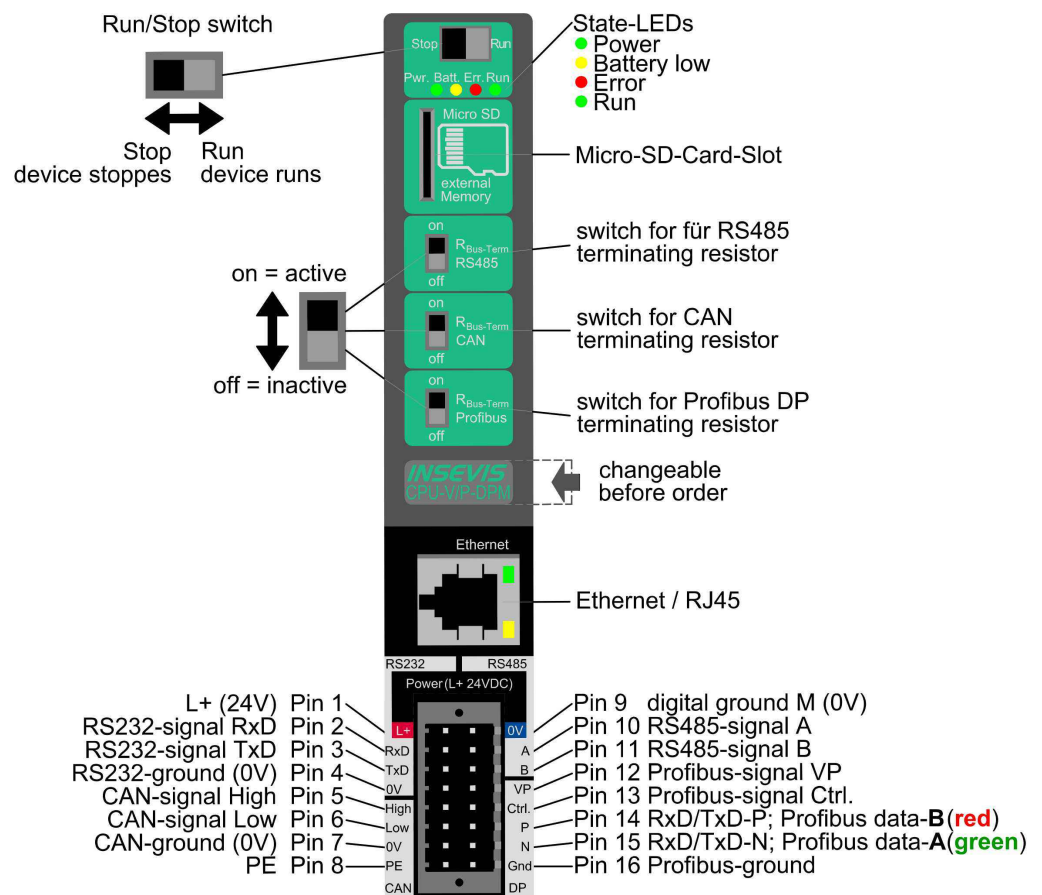 Run/Stop switch
Stop Run
State-LEDs
Power
Battery low
Error
Run
Pwr. Batt. Err. Run
Stop Run
device stoppes device runs
Micro SD
external
Memory
Micro-SD-Card-Slot
on
RBus-Term
RS485
off
switch for für RS485
terminating resistor
on = active
off = inactive
on
RBus-Term
CAN
off
switch for CAN
terminating resistor
on
RBus-Term
Profibus
off
switch for Profibus DP
terminating resistor
INSEVIS
CPU-V/P-DPM
changeable
before order
Ethernet
Ethernet / RJ45
RS232 RS485
Power (L+ 24VDC)
L+ (24V) Pin 1
RS232-signal RxD Pin 2
RS232-signal TxD Pin 3
RS232-ground (0V) Pin 4
CAN-signal High Pin 5
CAN-signal Low Pin 6
CAN-ground (0V) Pin 7
PE Pin 8
L+
RxD
TxD
0V
High
Low
0V
PE
CAN
0V
A
B
VP
Ctrl.
P
N
Gnd
DP
Pin 9 digital ground M (0V)
Pin 10 RS485-signal A
Pin 11 RS485-signal B
Pin 12 Profibus-signal VP
Pin 13 Profibus-signal Ctrl.
Pin 14 RxD/TxD-P; Profibus data-B(red)
Pin 15 RxD/TxD-N; Profibus data-A(green)
Pin 16 Profibus-ground